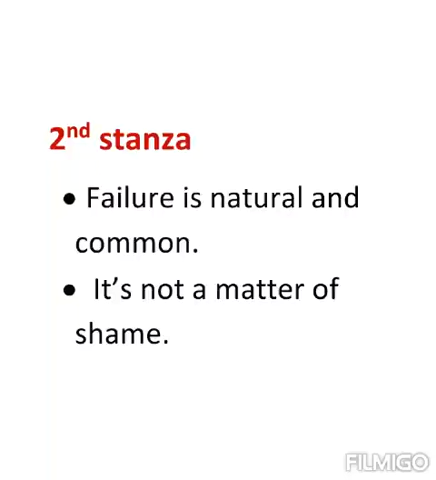 2nd stanza
• Failure is natural and
common.
• It’s not a matter of
shame.
FILMIGO